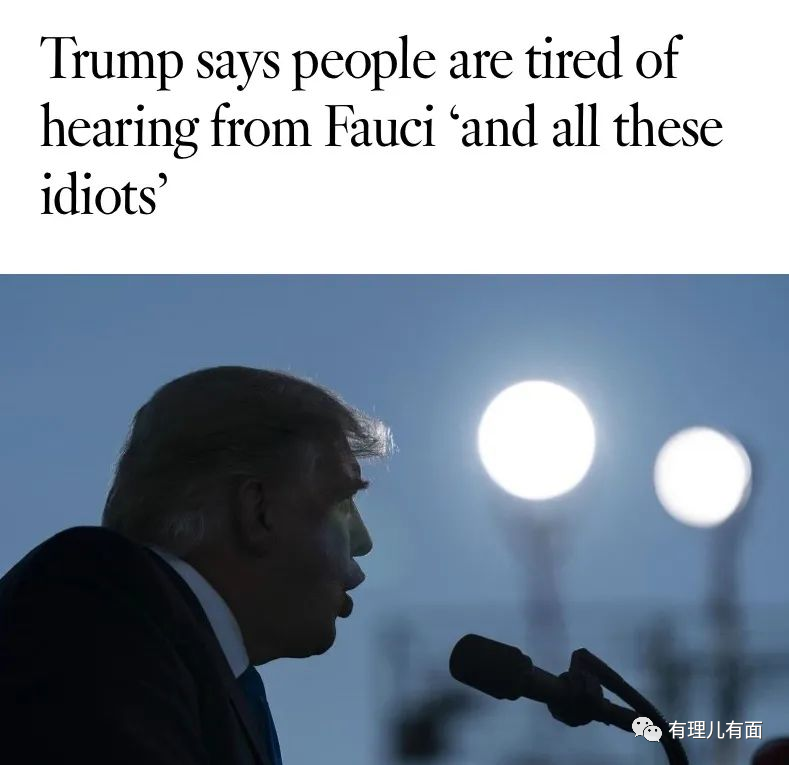 Trump says people are tired of
hearing from Fauci ‘and all these
idiots’
有理儿有面